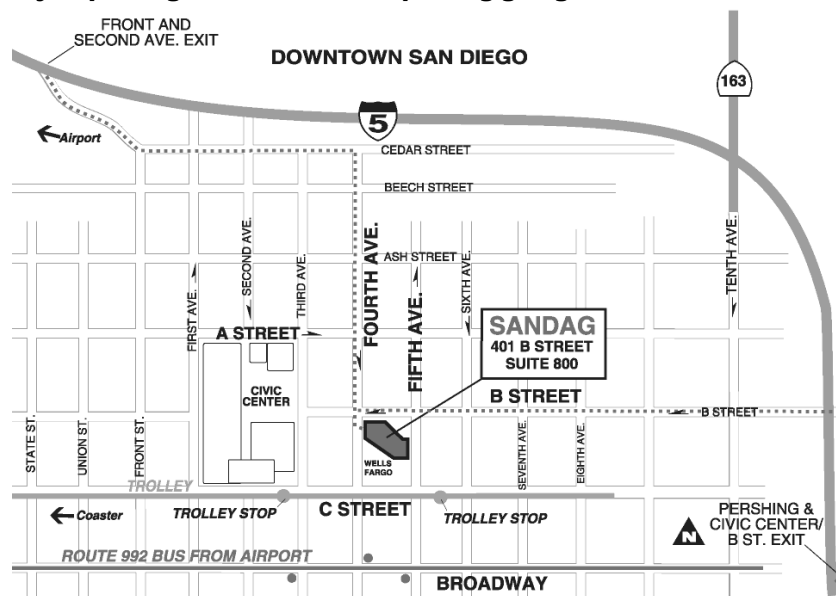 FRONT AND
SECOND AVE. EXIT
DOWNTOWN SAN DIEGO
163
5
Airport
CEDAR STREET
BEECH STREET
ASH STREET
FIRST AVE.
SECOND AVE.
THIRD AVE.
FOURTH AVE.
FIFTH AVE.
SIXTH AVE.
TENTH AVE.
A STREET
SANDAG
401 B STREET
SUITE 800
B STREET
B STREET
CIVIC
CENTER
STATE ST.
UNION ST.
FRONT ST.
SEVENTH AVE.
EIGHTH AVE.
WELLS
FARGO
TROLLEY
Coaster
TROLLEY STOP
C STREET
TROLLEY STOP
PERSHING &
CIVIC CENTER/
B ST. EXIT
N
ROUTE 992 BUS FROM AIRPORT
BROADWAY